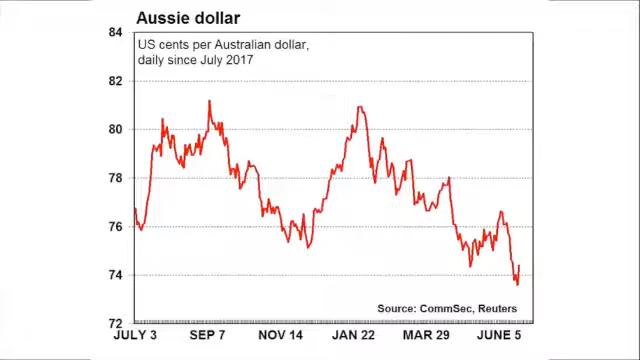 Aussie dollar
84
US cents per Australian dollar,
daily since July 2017
82
80
78
76
74
Source: CommSec, Reuters
72
JULY 3 SEP 7 NOV 14 JAN 22 MAR 29 JUNE 5